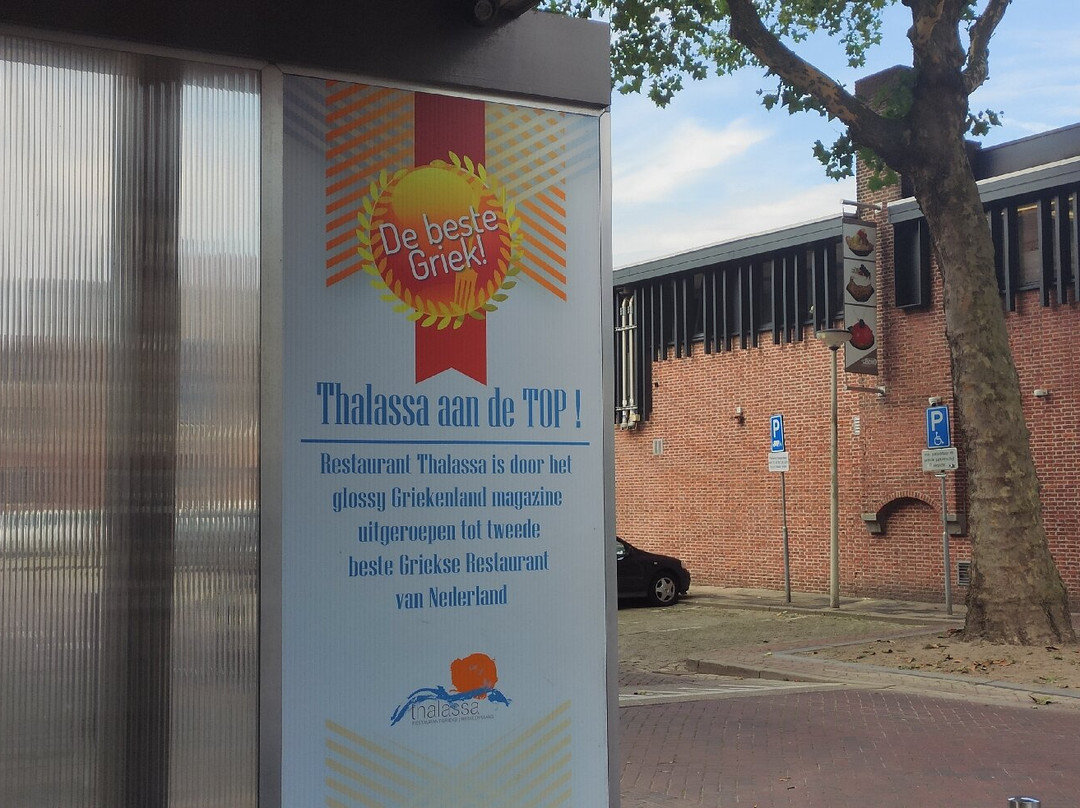 De beste
Griek!
Thalassa aan de TOP !
Restaurant Thalassa is door het
glossy Griekenland magazine
uitgeroepen tot tweede
beste Griekse Restaurant
van Nederland
thalassa
P
P